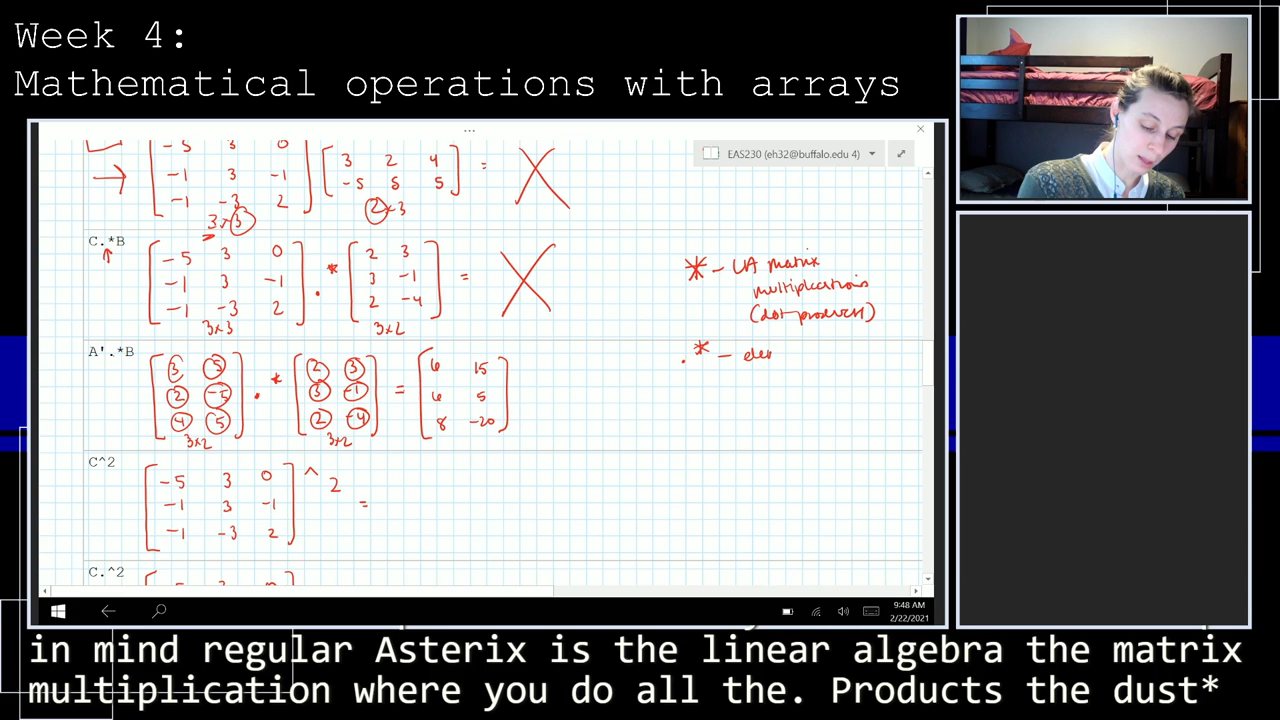 Week 4:
Mathematical operations with arrays
EAS230 (eh32@buffalo.edu 4)
-5 3 0
-1 3 -1 3 2 4 =
-1 -3 2 -5 5 5
3x3 2x3
C.*B
-5 3 0 2 3
-1 3 -1 .* 3 -1 =
-1 -3 2 2 -4
3x3 3x2
* - LA matrix
multiplications
(dot products)
.* - elem
A'.*B
3 5 2 3 6 15
2 -5 .* 3 -1 = 6 5
4 5 2 -4 8 -20
3x2 3x2
C^2
-5 3 0 ^ 2
-1 3 -1 =
-1 -3 2
C.^2
9:48 AM
2/22/2021
in mind regular Asterix is the linear algebra the matrix
multiplication where you do all the. Products the dust*